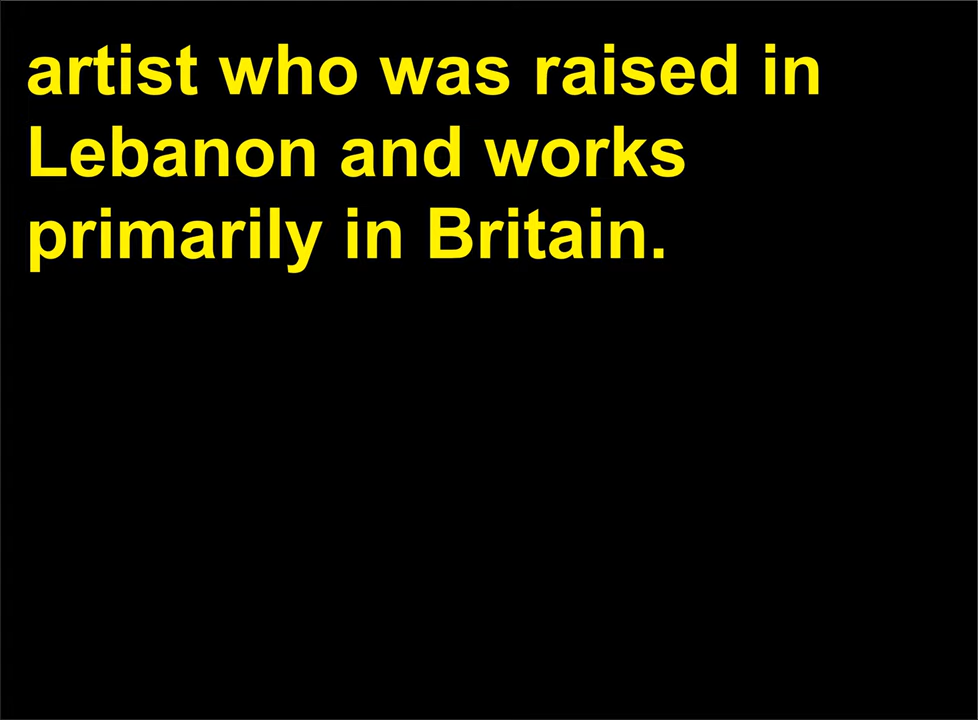 artist who was raised in
Lebanon and works
primarily in Britain.